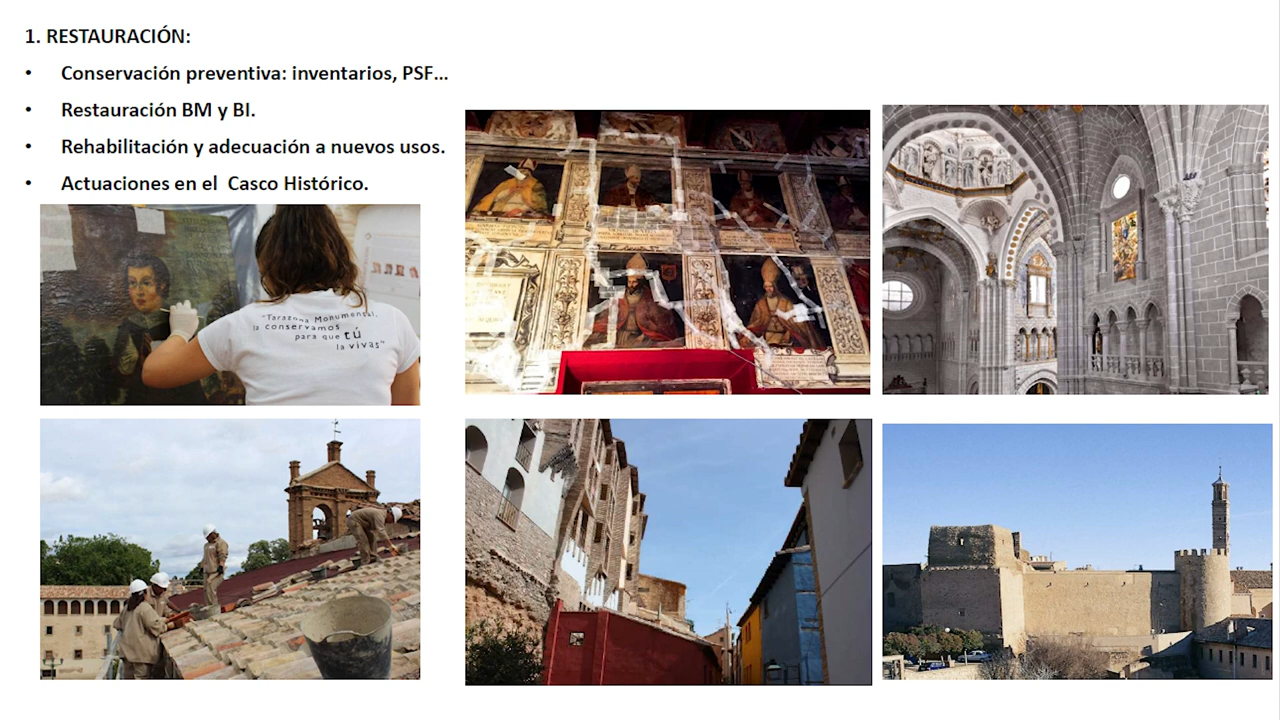 1. RESTAURACIÓN:
• Conservación preventiva: inventarios, PSF...
• Restauración BM y BI.
• Rehabilitación y adecuación a nuevos usos.
• Actuaciones en el  Casco Histórico.
"Tarazona Monumental,
la conservamos
para que tú
la vivas"